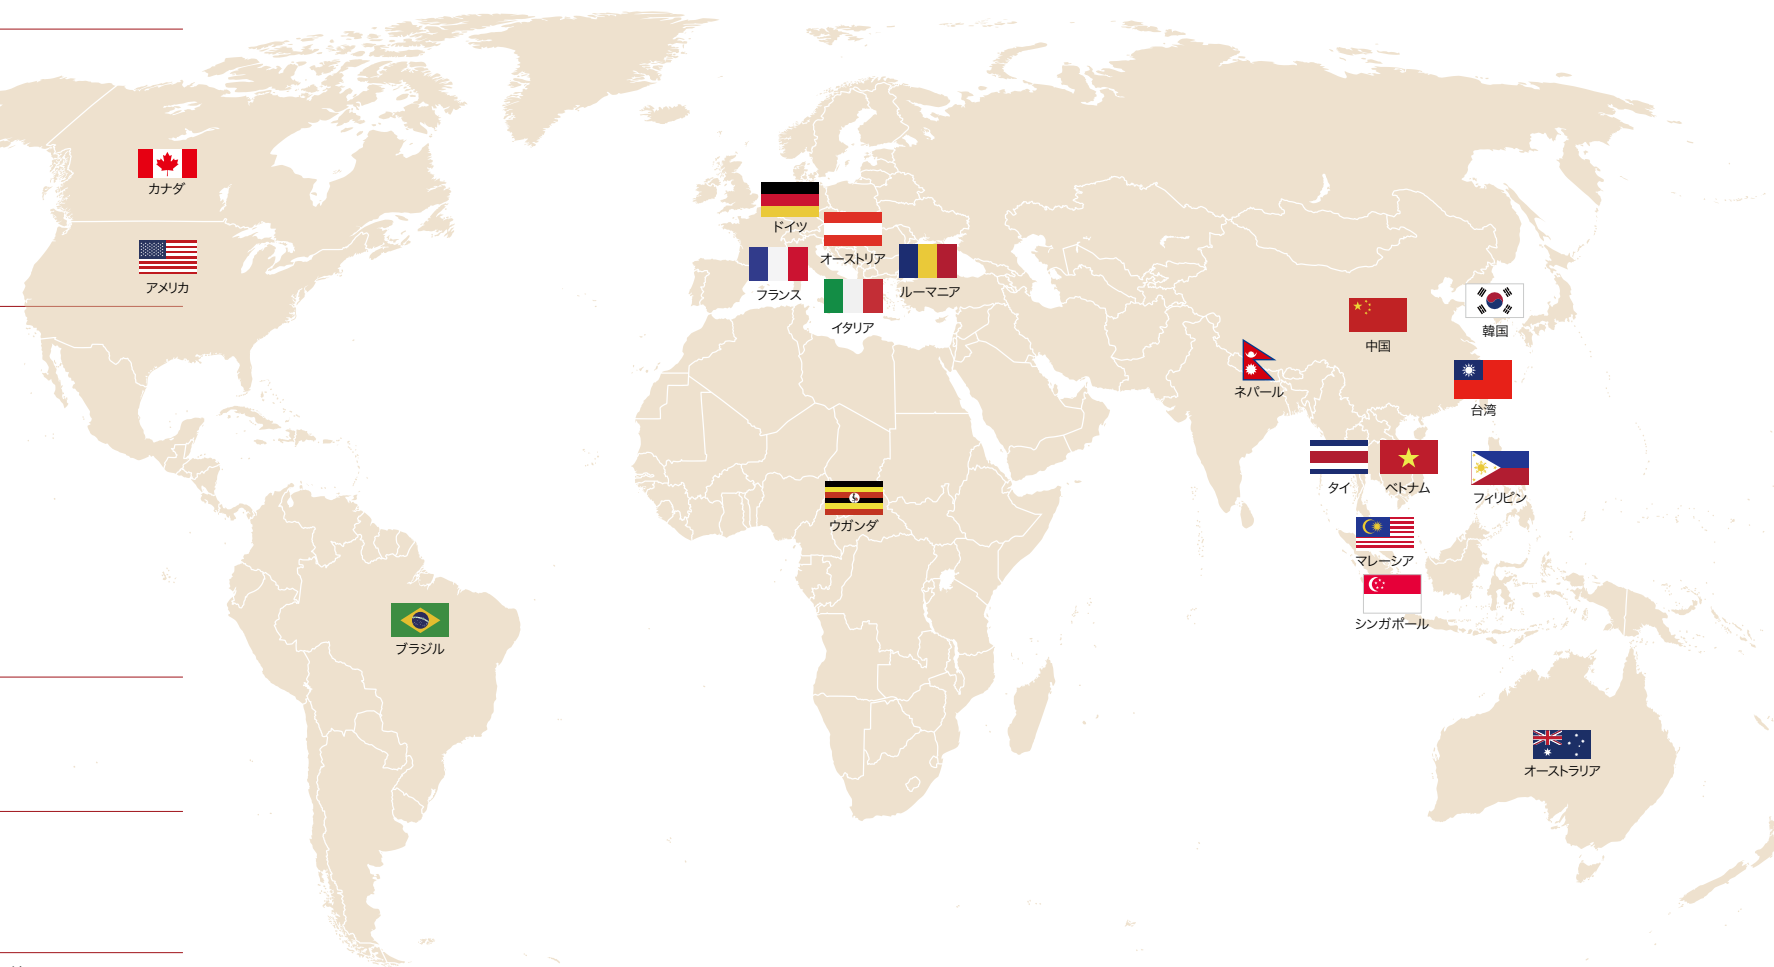 カナダ
アメリカ
ドイツ
オーストリア
フランス
ルーマニア
イタリア
韓国
中国
ネパール
台湾
タイ
ベトナム
フィリピン
ウガンダ
マレーシア
シンガポール
ブラジル
オーストラリア